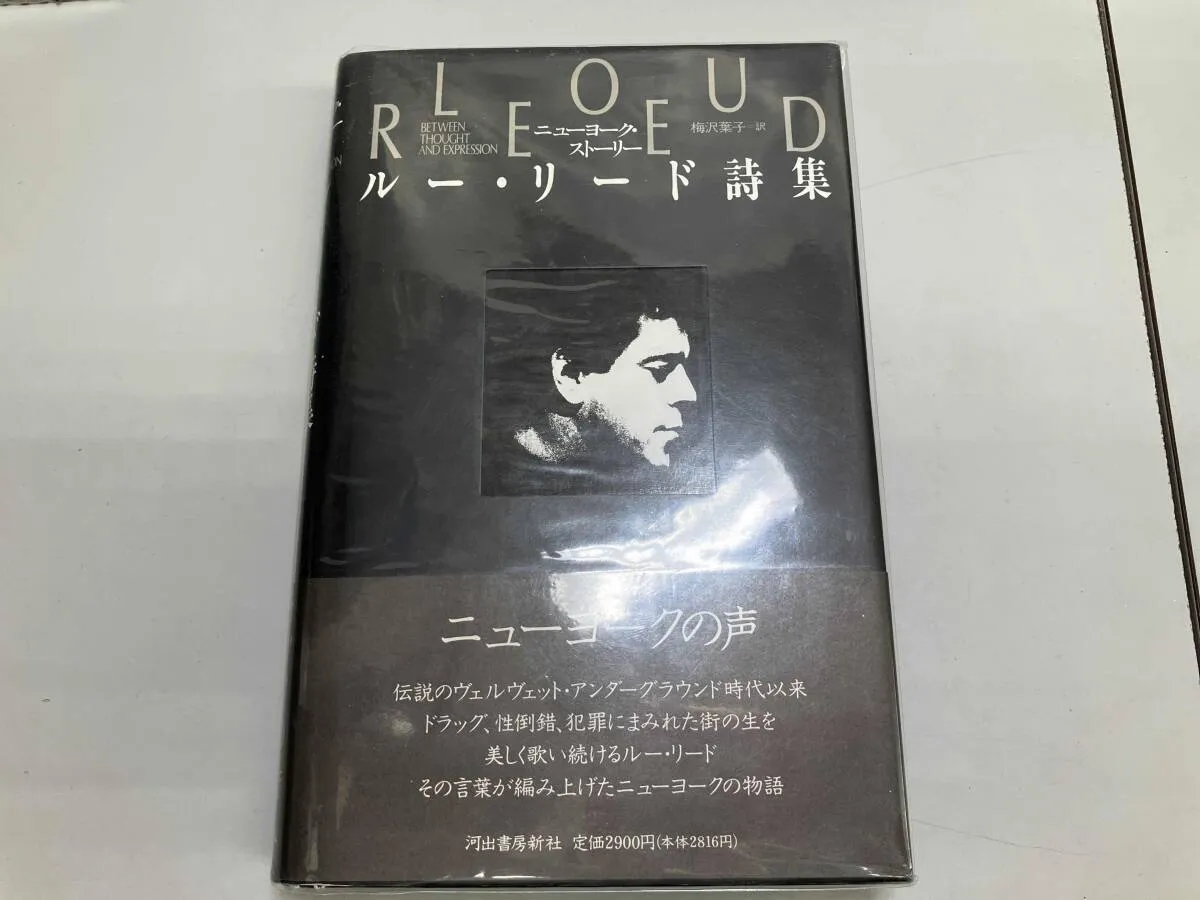 LOU
REED
BETWEEN
THOUGHT
AND EXPRESSION
ニューヨーク・
ストーリー
梅沢葉子=訳
ルー・リード詩集
ニューヨークの声
伝説のヴェルヴェット・アンダーグラウンド時代以来
ドラッグ、性倒錯、犯罪にまみれた街の生を
美しく歌い続けるルー・リード
その言葉が編み上げたニューヨークの物語
河出書房新社 定価2900円(本体2816円)